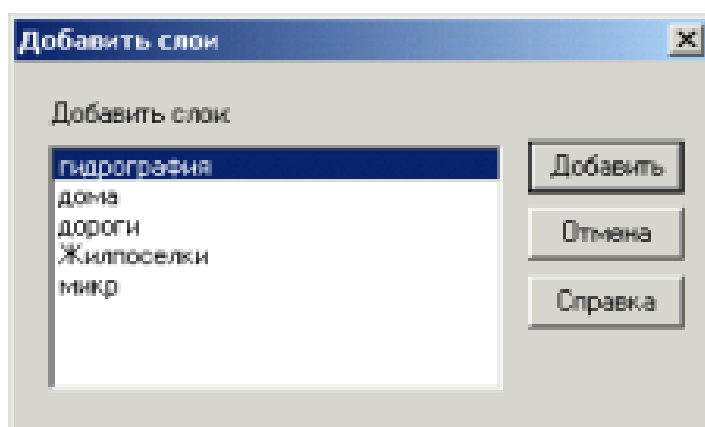 Добавить слои
Добавить слои:
гидрография
дома
дороги
Жилпоселки
микр
Добавить
Отмена
Справка